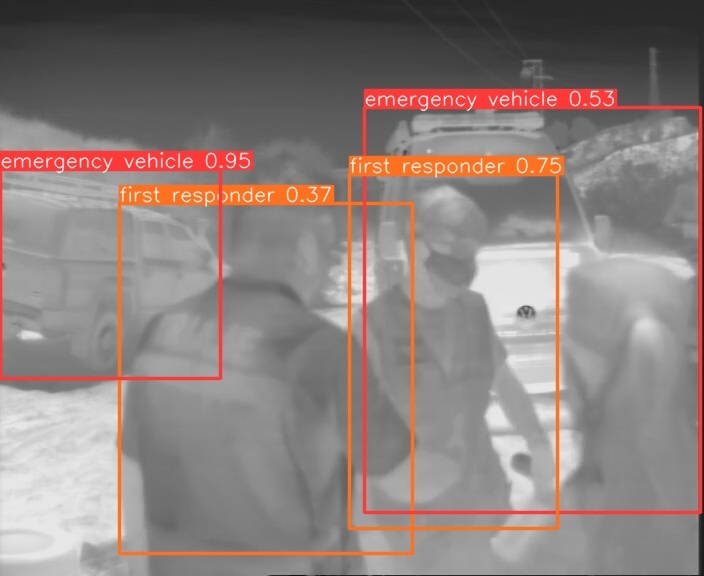 emergency vehicle 0.53
emergency vehicle 0.95
first responder 0.75
first responder 0.37